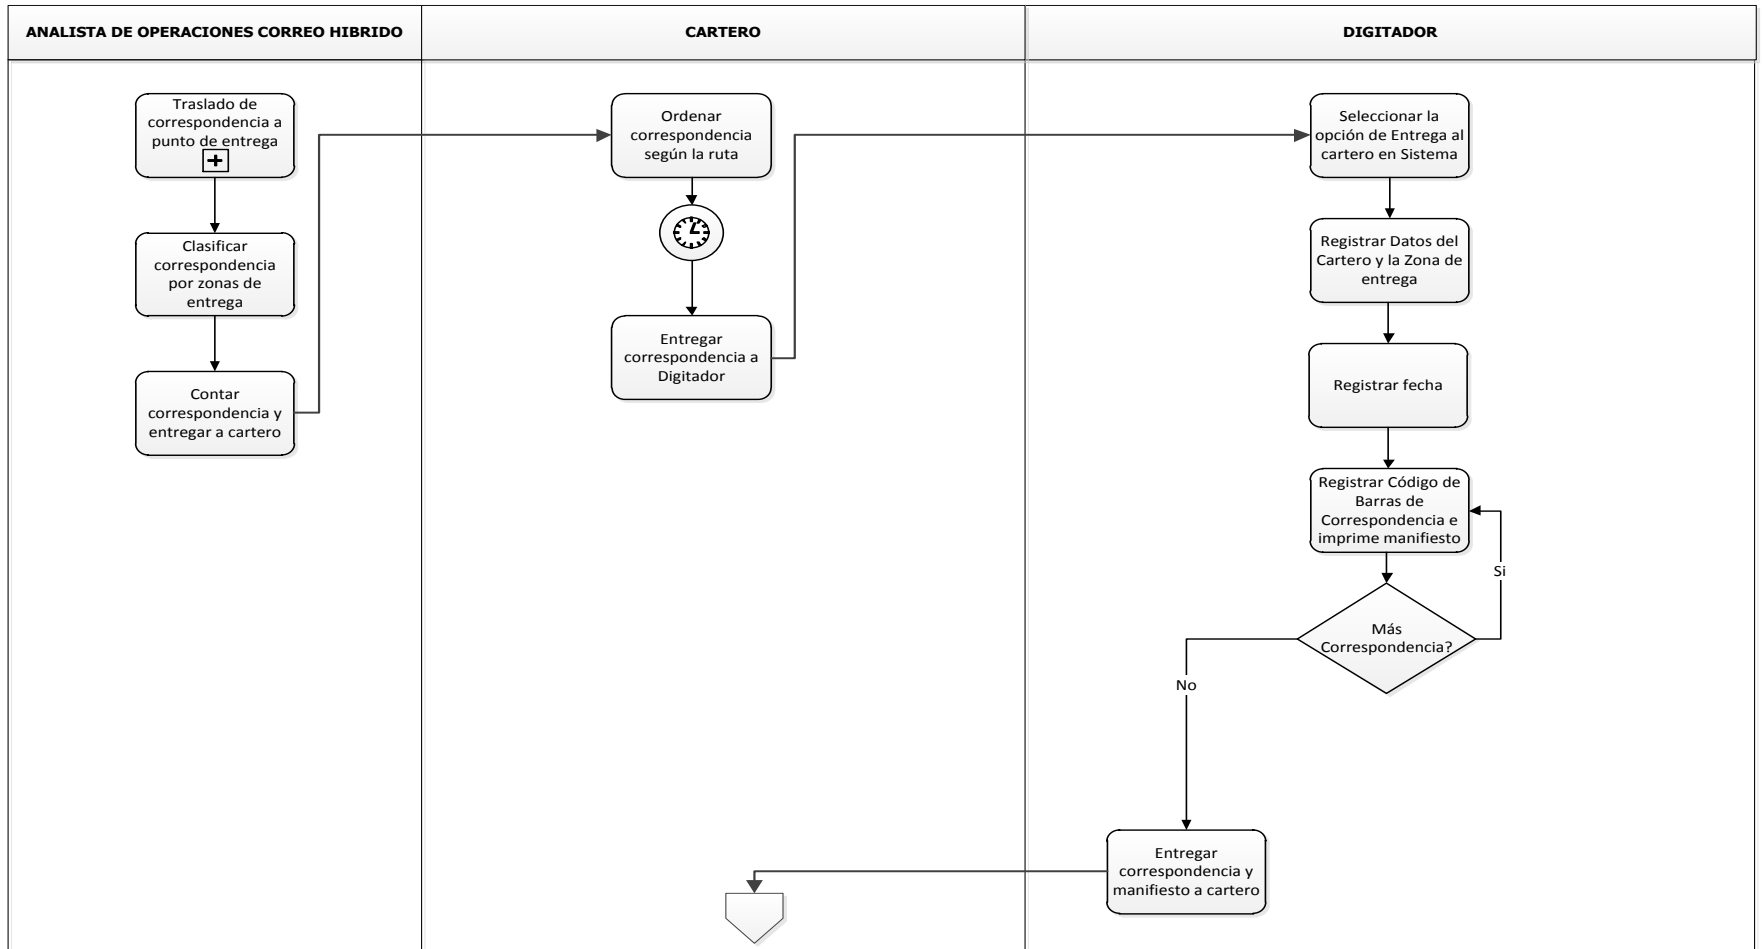 ANALISTA DE OPERACIONES CORREO HIBRIDO
CARTERO
DIGITADOR
Traslado de
correspondencia a
punto de entrega
Clasificar
correspondencia
por zonas de
entrega
Contar
correspondencia y
entregar a cartero
Ordenar
correspondencia
según la ruta
Entregar
correspondencia a
Digitador
Seleccionar la
opción de Entrega al
cartero en Sistema
Registrar Datos del
Cartero y la Zona de
entrega
Registrar fecha
Registrar Código de
Barras de
Correspondencia e
imprime manifiesto
Si
Más
Correspondencia?
No
Entregar
correspondencia y
manifiesto a cartero